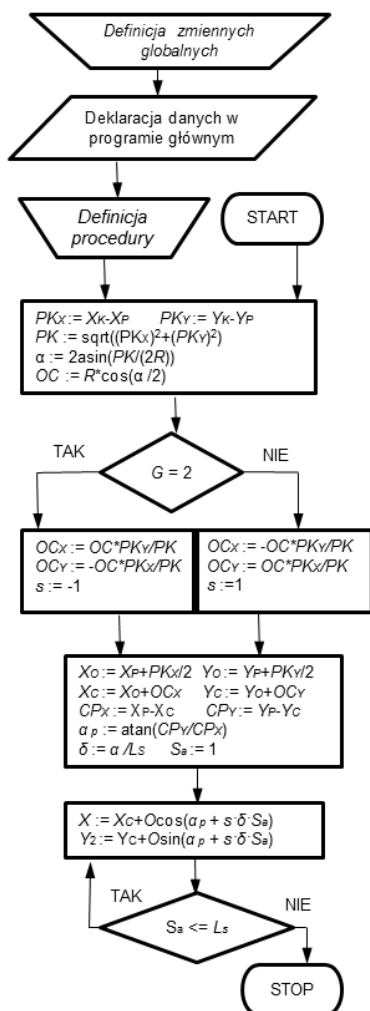 Definicja zmiennych
globalnych
Deklaracja danych w
programie głównym
Definicja
procedury
START
PKX := XK-XP PKY := YK-YP
PK := sqrt((PKX)²+(PKY)²)
α := 2asin(PK/(2R))
OC := R*cos(α /2)
TAK
NIE
G = 2
OCX := OC*PKY/PK
OCY := -OC*PKX/PK
s := -1
OCX := -OC*PKY/PK
OCY := OC*PKX/PK
s :=1
XO := XP+PKX/2 YO := YP+PKY/2
XC := XO+OCX YC := YO+OCY
CPX := XP-XC CPY := YP-YC
α p := atan(CPY/CPX)
δ := α /Ls Sa := 1
X := XC+Ocos(α p + s·δ·Sa)
Y2 := YC+Osin(α p + s·δ·Sa)
TAK
NIE
Sa <= Ls
STOP